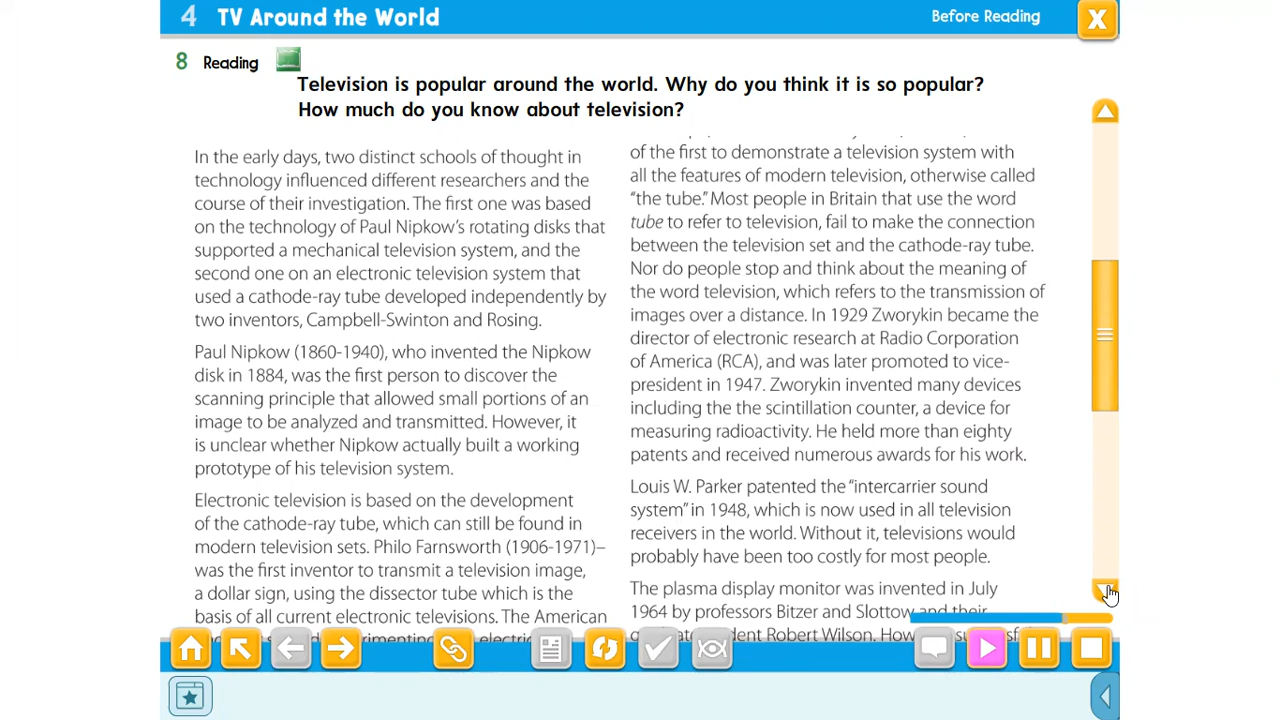 4 TV Around the World
Before Reading
X
8 Reading
Television is popular around the world. Why do you think it is so popular?
How much do you know about television?
In the early days, two distinct schools of thought in
technology influenced different researchers and the
course of their investigation. The first one was based
on the technology of Paul Nipkow's rotating disks that
supported a mechanical television system, and the
second one on an electronic television system that
used a cathode-ray tube developed independently by
two inventors, Campbell-Swinton and Rosing.
Paul Nipkow (1860-1940), who invented the Nipkow
disk in 1884, was the first person to discover the
scanning principle that allowed small portions of an
image to be analyzed and transmitted. However, it
is unclear whether Nipkow actually built a working
prototype of his television system.
Electronic television is based on the development
of the cathode-ray tube, which can still be found in
modern television sets. Philo Farnsworth (1906-1971)–
was the first inventor to transmit a television image,
a dollar sign, using the dissector tube which is the
basis of all current electronic televisions. The American
of the first to demonstrate a television system with
all the features of modern television, otherwise called
“the tube.” Most people in Britain that use the word
tube to refer to television, fail to make the connection
between the television set and the cathode-ray tube.
Nor do people stop and think about the meaning of
the word television, which refers to the transmission of
images over a distance. In 1929 Zworykin became the
director of electronic research at Radio Corporation
of America (RCA), and was later promoted to vice-
president in 1947. Zworykin invented many devices
including the the scintillation counter, a device for
measuring radioactivity. He held more than eighty
patents and received numerous awards for his work.
Louis W. Parker patented the “intercarrier sound
system” in 1948, which is now used in all television
receivers in the world. Without it, televisions would
probably have been too costly for most people.
The plasma display monitor was invented in July
1964 by professors Bitzer and Slottow and their
Robert Wilson.